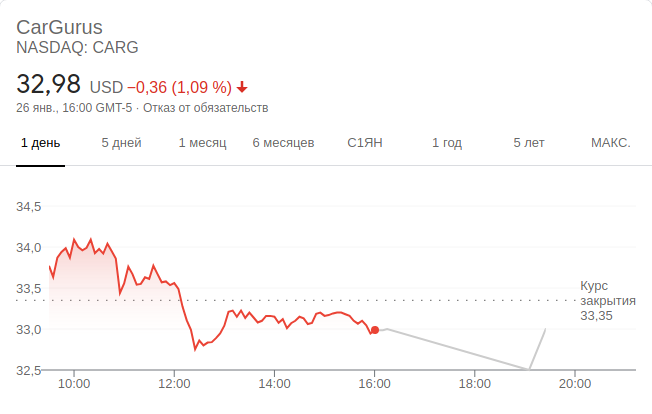 CarGurus
NASDAQ: CARG
32,98 USD −0,36 (1,09 %)
26 янв., 16:00 GMT-5 · Отказ от обязательств
1 день 5 дней 1 месяц 6 месяцев С1ЯН 1 год 5 лет МАКС.
34,5
34,0
33,5
33,0
32,5
Курс
закрытия
33,35
10:00 12:00 14:00 16:00 18:00 20:00